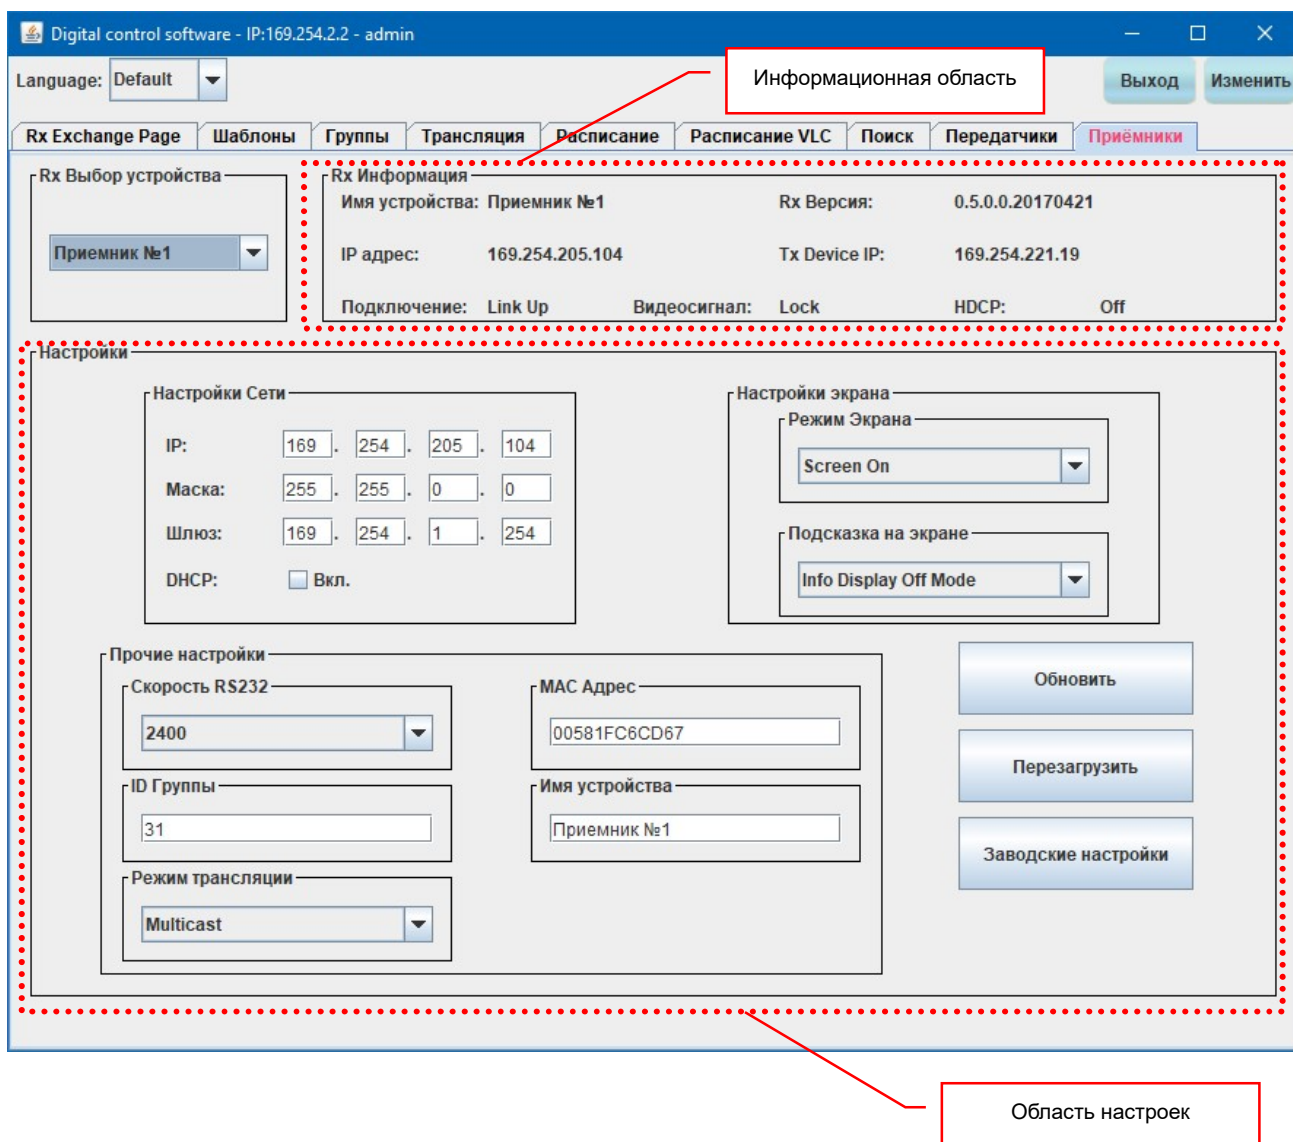 Digital control software - IP:169.254.2.2 - admin
Language: Default
Информационная область
Выход Изменить
Rx Exchange Page Шаблоны Группы Трансляция Расписание Расписание VLC Поиск Передатчики Приёмники
Rx Выбор устройства
Приемник №1
Rx Информация
Имя устройства: Приемник №1 Rx Версия: 0.5.0.0.20170421
IP адрес: 169.254.205.104 Tx Device IP: 169.254.221.19
Подключение: Link Up Видеосигнал: Lock HDCP: Off
Настройки
Настройки Сети
IP: 169 . 254 . 205 . 104
Маска: 255 . 255 . 0 . 0
Шлюз: 169 . 254 . 1 . 254
DHCP: Вкл.
Настройки экрана
Режим Экрана
Screen On
Подсказка на экране
Info Display Off Mode
Прочие настройки
Скорость RS232
2400
MAC Адрес
00581FC6CD67
ID Группы
31
Имя устройства
Приемник №1
Режим трансляции
Multicast
Обновить
Перезагрузить
Заводские настройки
Область настроек